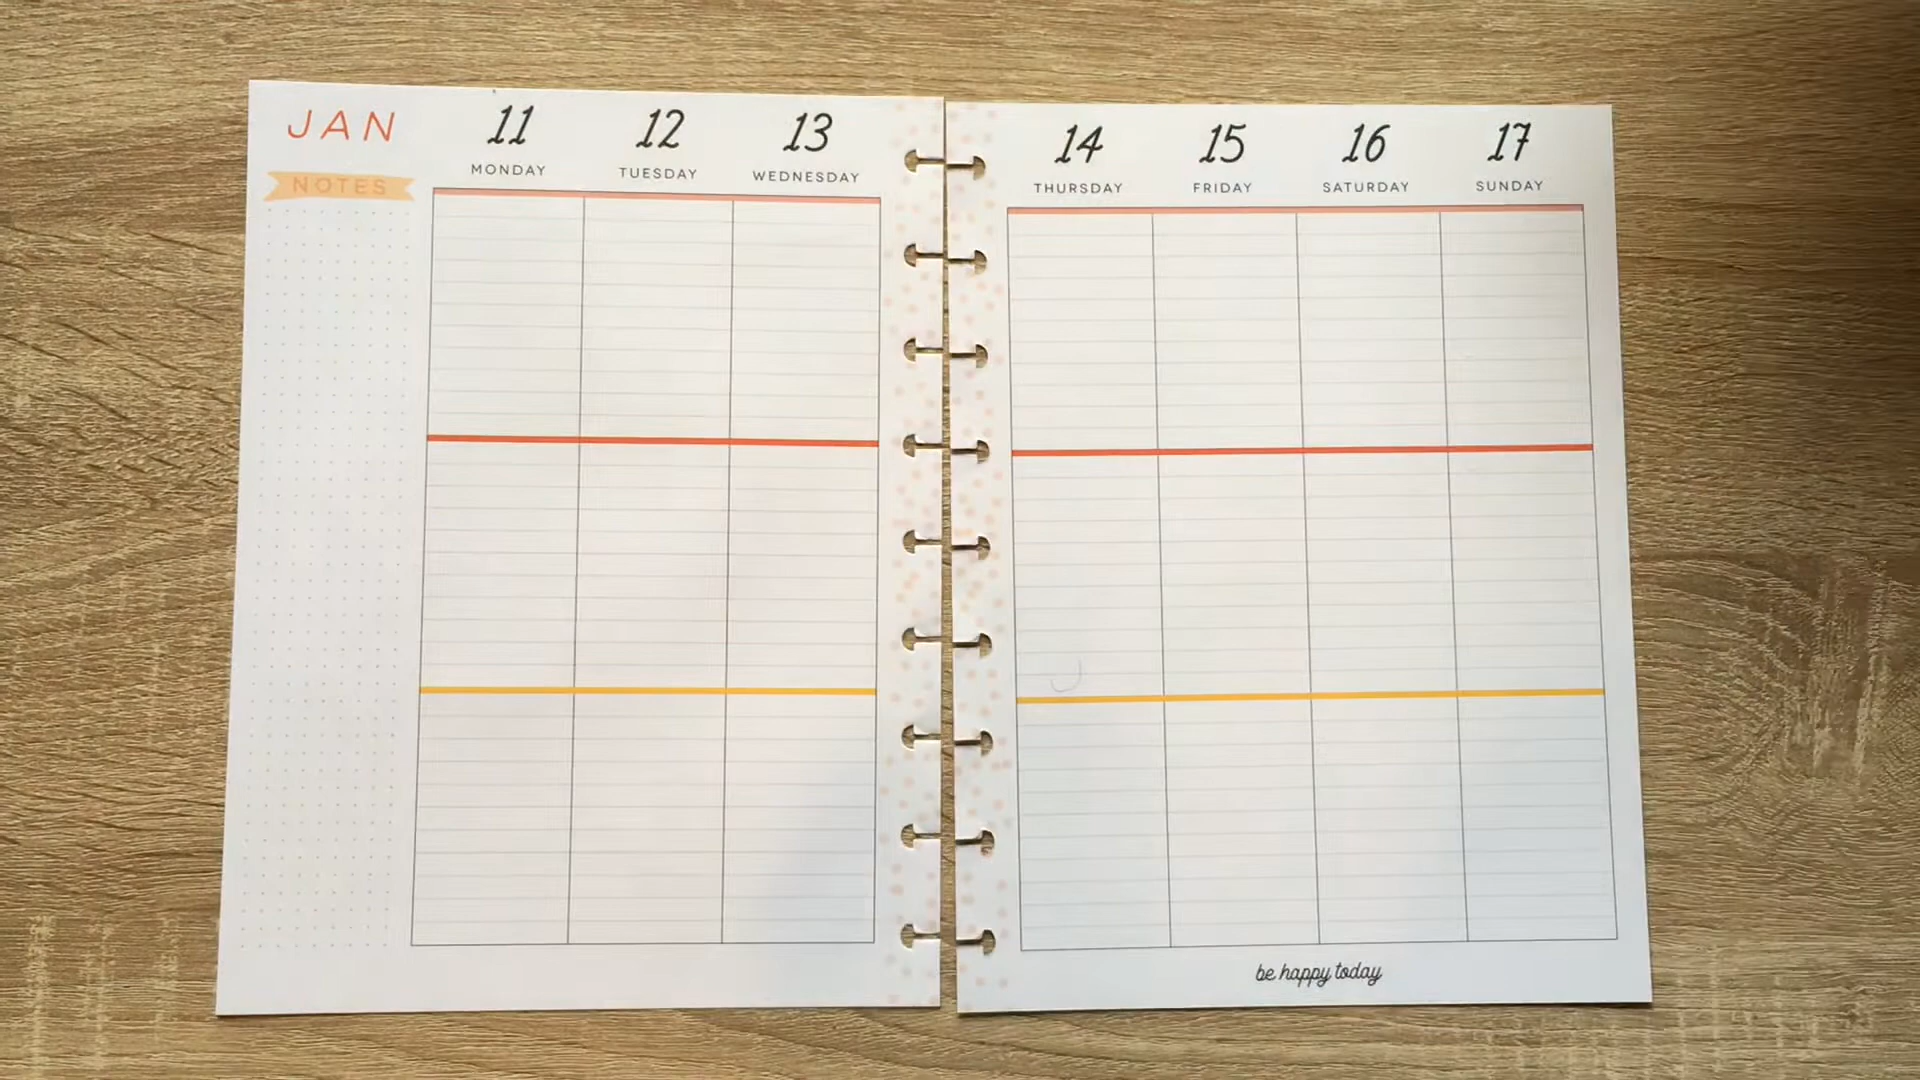 JAN
NOTES
11 12 13
MONDAY TUESDAY WEDNESDAY
14 15 16 17
THURSDAY FRIDAY SATURDAY SUNDAY
be happy today